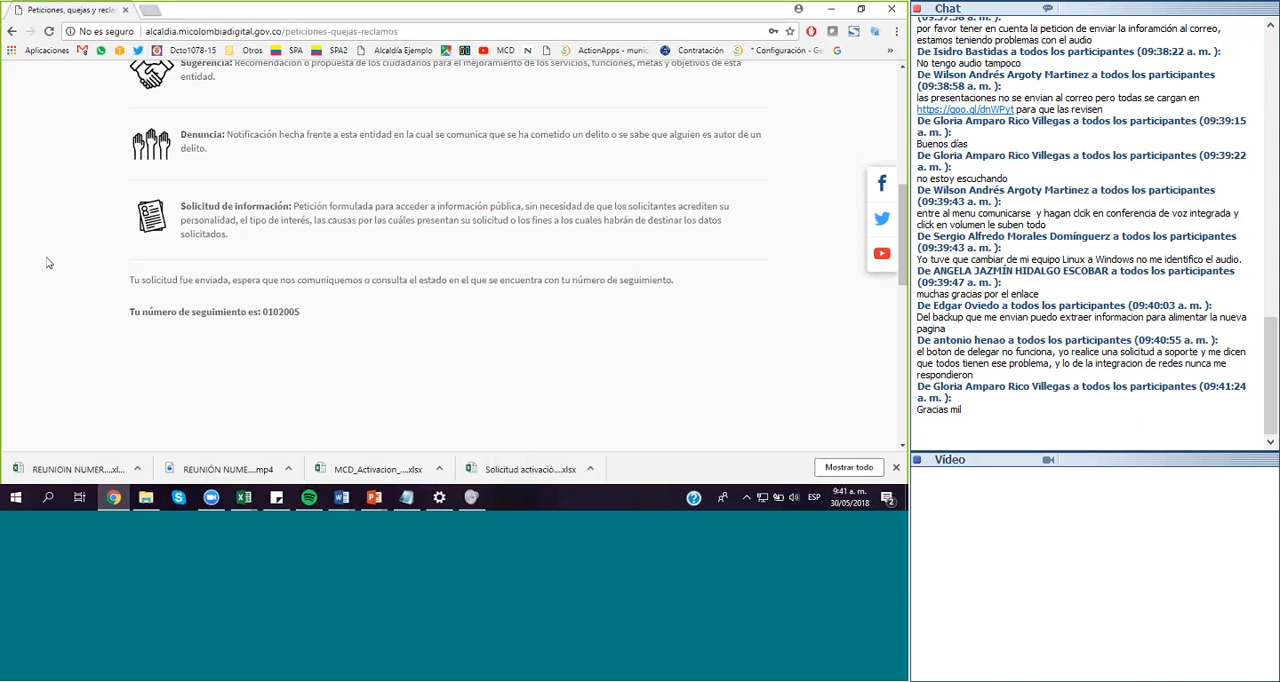 Peticiones, quejas y recla
No es seguro | alcaldia.micolombiadigital.gov.co/peticiones-quejas-reclamos
Aplicaciones Dcto1078-15 Otros SPA SPA2 Alcaldía Ejemplo MCD ActionApps - munic Contratación * Configuración - Ge »
Sugerencia: Recomendación o propuesta de los ciudadanos para el mejoramiento de los servicios, funciones, metas y objetivos de esta
entidad.
Denuncia: Notificación hecha frente a esta entidad en la cual se comunica que se ha cometido un delito o se sabe que alguien es autor de un
delito.
Solicitud de información: Petición formulada para acceder a información pública, sin necesidad de que los solicitantes acrediten su
personalidad, el tipo de interés, las causas por las cuáles presentan su solicitud o los fines a los cuales habrán de destinar los datos
solicitados.
Tu solicitud fue enviada, espera que nos comuniquemos o consulta el estado en el que se encuentra con tu número de seguimiento.
Tu número de seguimiento es: 0102005
REUNIOìN NUMER....xl...
REUNIÓN NUME....mp4
MCD_Activacion_....xlsx
Solicitud activació....xlsx
Mostrar todo
ESP
9:41 a. m.
30/05/2018
2
Chat
(09:37:58 a. m.):
por favor tener en cuenta la peticion de enviar la inforamción al correo,
estamos teniendo problemas con el audio
De Isidro Bastidas a todos los participantes (09:38:22 a. m.):
No tengo audio tampoco
De Wilson Andrés Argoty Martinez a todos los participantes
(09:38:58 a. m.):
las presentaciones no se envian al correo pero todas se cargan en
https://goo.gl/dnWPyt para que las revisen
De Gloria Amparo Rico Villegas a todos los participantes (09:39:15
a. m.):
Buenos días
De Gloria Amparo Rico Villegas a todos los participantes (09:39:22
a. m.):
no estoy escuchando
De Wilson Andrés Argoty Martinez a todos los participantes
(09:39:43 a. m.):
entre al menu comunicarse y hagan clcik en conferencia de voz integrada y
click en volumen le suben todo
De Sergio Alfredo Morales Domínguerz a todos los participantes
(09:39:43 a. m.):
Yo tuve que cambiar de mi equipo Linux a Windows no me identifico el audio.
De ANGELA JAZMÍN HIDALGO ESCOBAR a todos los participantes
(09:39:47 a. m.):
muchas gracias por el enlace
De Edgar Oviedo a todos los participantes (09:40:03 a. m.):
Del backup que me envian puedo extraer informacion para alimentar la nueva
pagina
De antonio henao a todos los participantes (09:40:55 a. m.):
el boton de delegar no funciona, yo realice una solicitud a soporte y me dicen
que todos tienen ese problema, y lo de la integracion de redes nunca me
respondieron
De Gloria Amparo Rico Villegas a todos los participantes (09:41:24
a. m.):
Gracias mil
Vídeo